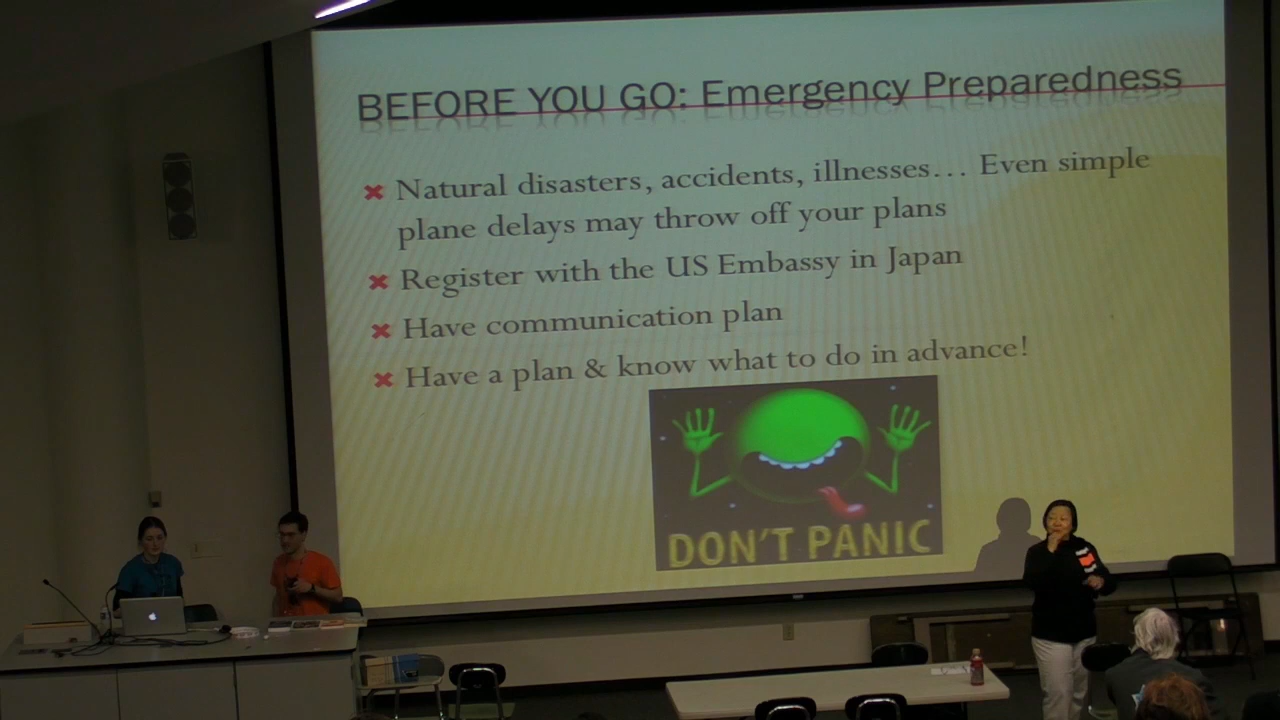 BEFORE YOU GO: Emergency Preparedness
Natural disasters, accidents, illnesses... Even simple
plane delays may throw off your plans
Register with the US Embassy in Japan
Have communication plan
Have a plan & know what to do in advance!
DON'T PANIC